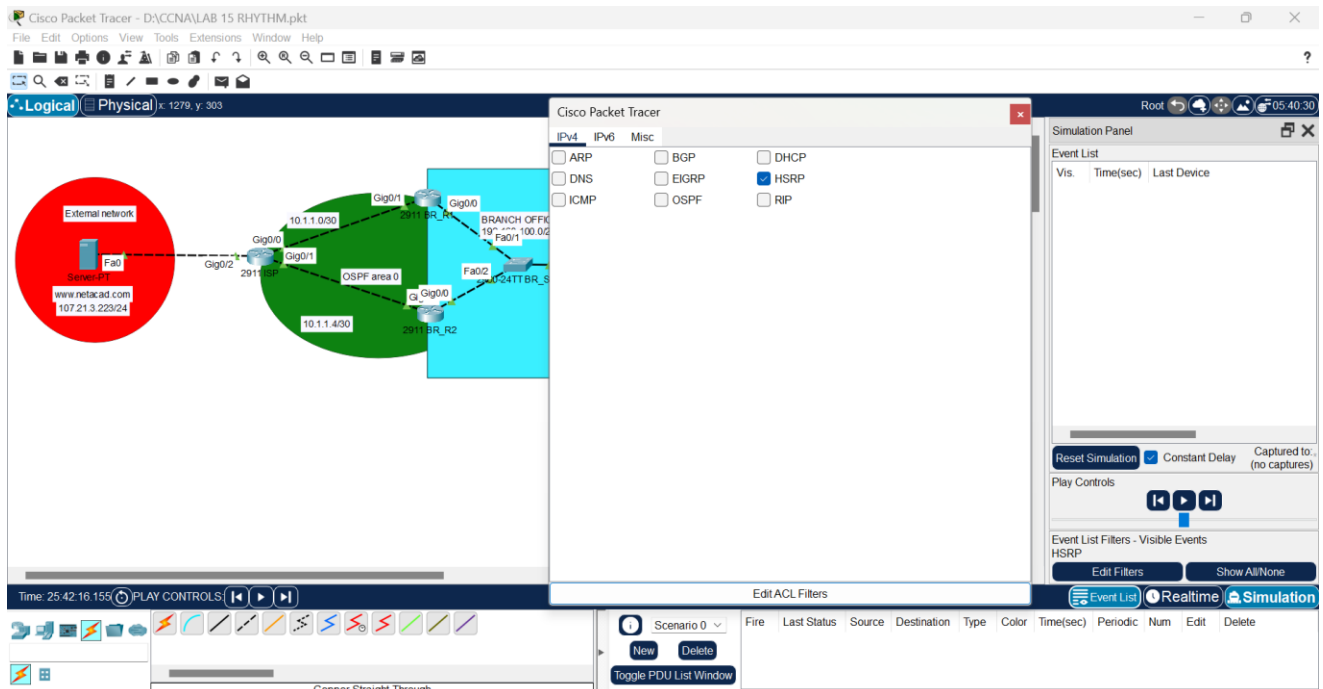 Cisco Packet Tracer - D:\CCNA\LAB 15 RHYTHM.pkt
File Edit Options View Tools Extensions Window Help
?
Logical Physical x: 1279, y: 303
Root 05:40:30
External network
Fa0
Server-PT
www.netacad.com
107.21.3.223/24
Gig0/2
2911 ISP
Gig0/0
Gig0/1
10.1.1.0/30
OSPF area 0
10.1.1.4/30
Gig0/1
2911 BR_R1
Gig0/0
BRANCH OFFIC
Fa0/1
Fa0/2
24TT BR_S
Gig0/0
2911 BR_R2
Cisco Packet Tracer
IPv4 IPv6 Misc
ARP BGP DHCP
DNS EIGRP HSRP
ICMP OSPF RIP
Edit ACL Filters
Simulation Panel
Event List
Vis. Time(sec) Last Device
Reset Simulation Constant Delay Captured to:
(no captures)
Play Controls
Event List Filters - Visible Events
HSRP
Edit Filters Show All/None
Time: 25:42:16.155 PLAY CONTROLS:
Event List Realtime Simulation
Scenario 0
New Delete
Toggle PDU List Window
Fire Last Status Source Destination Type Color Time(sec) Periodic Num Edit Delete
Copper Straight-Through